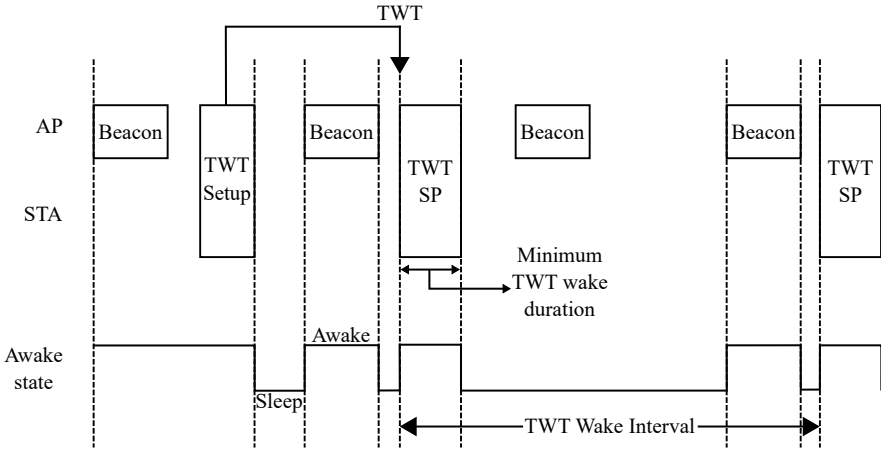 TWT
AP
Beacon
TWT
Setup
Beacon
TWT
SP
Beacon
Beacon
TWT
SP
STA
Minimum
TWT wake
duration
Awake
state
Awake
Sleep
TWT Wake Interval